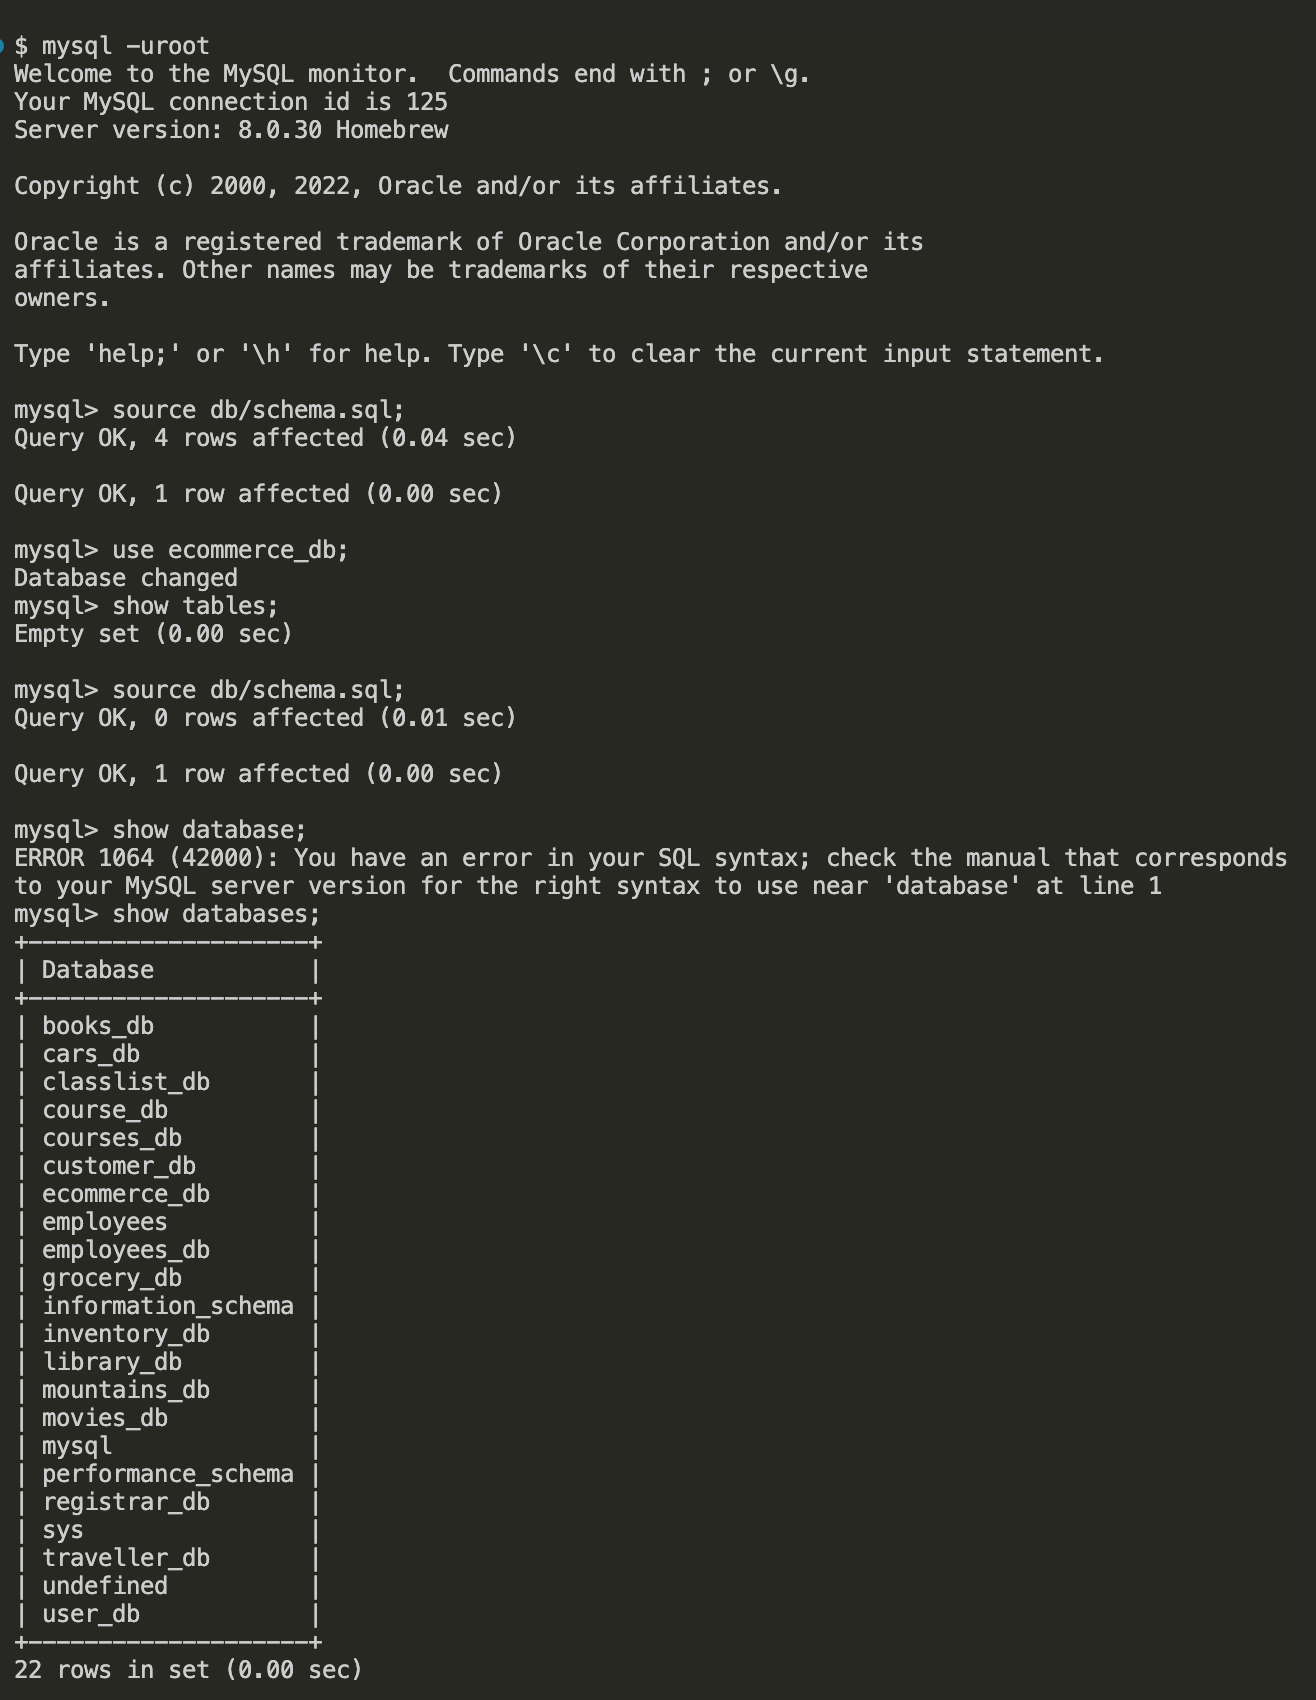 $ mysql -uroot
Welcome to the MySQL monitor.  Commands end with ; or \g.
Your MySQL connection id is 125
Server version: 8.0.30 Homebrew
Copyright (c) 2000, 2022, Oracle and/or its affiliates.
Oracle is a registered trademark of Oracle Corporation and/or its
affiliates. Other names may be trademarks of their respective
owners.
Type 'help;' or '\h' for help. Type '\c' to clear the current input statement.
mysql> source db/schema.sql;
Query OK, 4 rows affected (0.04 sec)
Query OK, 1 row affected (0.00 sec)
mysql> use ecommerce_db;
Database changed
mysql> show tables;
Empty set (0.00 sec)
mysql> source db/schema.sql;
Query OK, 0 rows affected (0.01 sec)
Query OK, 1 row affected (0.00 sec)
mysql> show database;
ERROR 1064 (42000): You have an error in your SQL syntax; check the manual that corresponds
to your MySQL server version for the right syntax to use near 'database' at line 1
mysql> show databases;
+--------------------+
| Database           |
+--------------------+
| books_db           |
| cars_db            |
| classlist_db       |
| course_db          |
| courses_db         |
| customer_db        |
| ecommerce_db       |
| employees          |
| employees_db       |
| grocery_db         |
| information_schema |
| inventory_db       |
| library_db         |
| mountains_db       |
| movies_db          |
| mysql              |
| performance_schema |
| registrar_db       |
| sys                |
| traveller_db       |
| undefined          |
| user_db            |
+--------------------+
22 rows in set (0.00 sec)